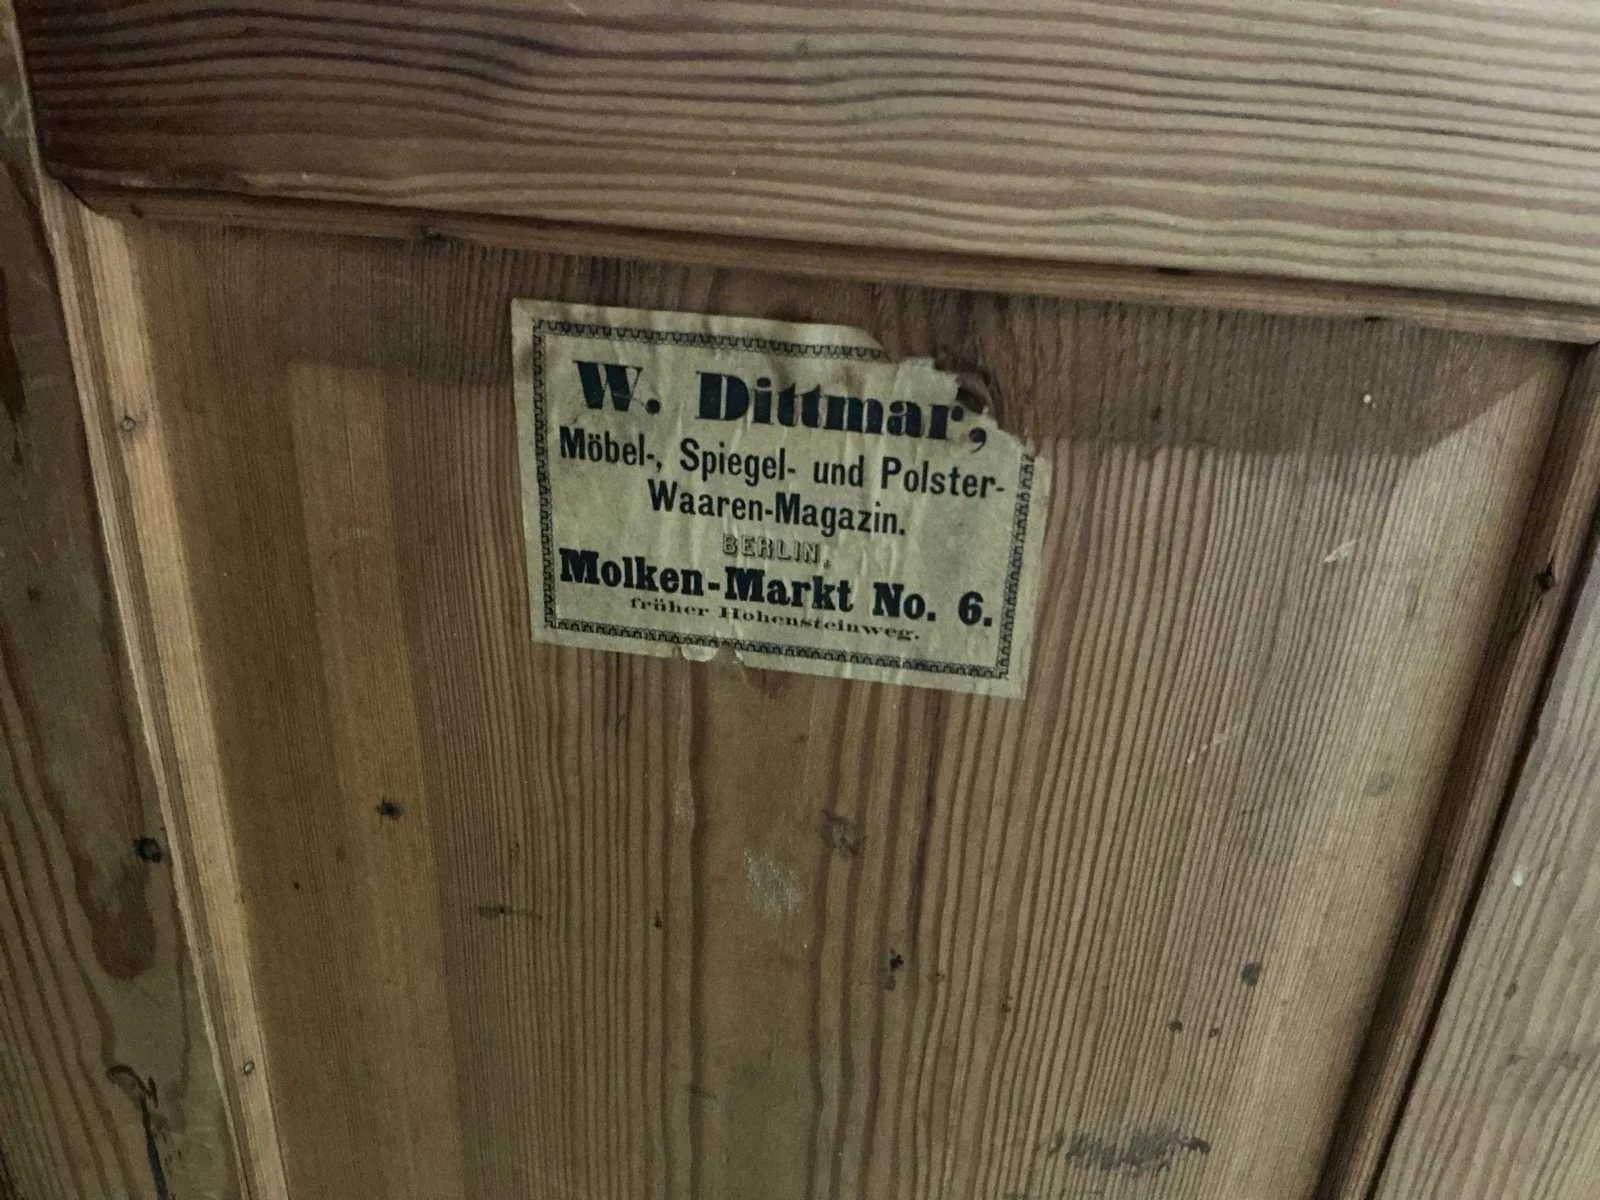 W. Dittmar,
Möbel-, Spiegel- und Polster-
Waaren-Magazin.
BERLIN,
Molken-Markt No. 6.
früher Hohensteinweg.